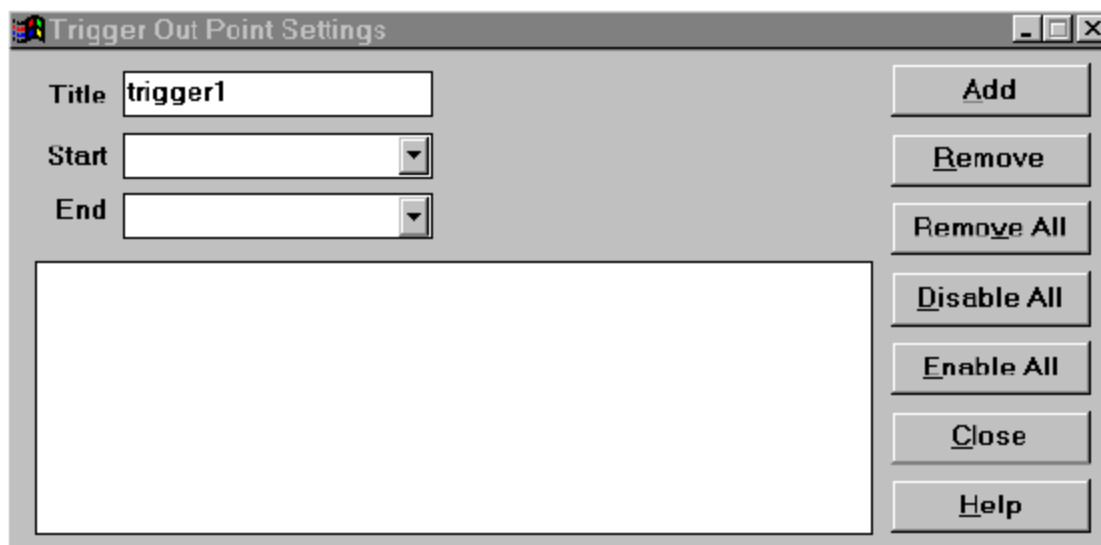 Trigger Out Point Settings
Title trigger1
Start
End
Add
Remove
Remove All
Disable All
Enable All
Close
Help